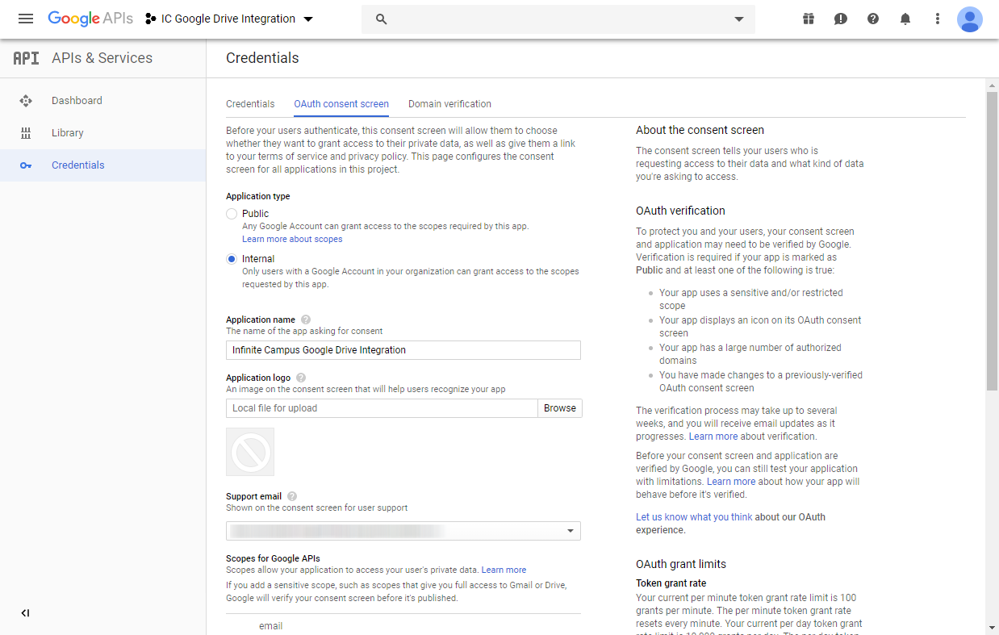 Google APIs
IC Google Drive Integration
API APIs & Services
Credentials
Dashboard
Library
Credentials
Credentials
OAuth consent screen
Domain verification
Before your users authenticate, this consent screen will allow them to choose
whether they want to grant access to their private data, as well as give them a link
to your terms of service and privacy policy. This page configures the consent
screen for all applications in this project.
Application type
Public
Any Google Account can grant access to the scopes required by this app.
Learn more about scopes
Internal
Only users with a Google Account in your organization can grant access to the scopes
requested by this app.
Application name ?
The name of the app asking for consent
Infinite Campus Google Drive Integration
Application logo ?
An image on the consent screen that will help users recognize your app
Local file for upload
Browse
Support email ?
Shown on the consent screen for user support
Scopes for Google APIs
Scopes allow your application to access your user's private data. Learn more
If you add a sensitive scope, such as scopes that give you full access to Gmail or Drive,
Google will verify your consent screen before it's published.
email
About the consent screen
The consent screen tells your users who is
requesting access to their data and what kind of data
you're asking to access.
OAuth verification
To protect you and your users, your consent screen
and application may need to be verified by Google.
Verification is required if your app is marked as
Public and at least one of the following is true:
Your app uses a sensitive and/or restricted
scope
Your app displays an icon on its OAuth consent
screen
Your app has a large number of authorized
domains
You have made changes to a previously-verified
OAuth consent screen
The verification process may take up to several
weeks, and you will receive email updates as it
progresses. Learn more about verification.
Before your consent screen and application are
verified by Google, you can still test your application
with limitations. Learn more about how your app will
behave before it's verified.
Let us know what you think about our OAuth
experience.
OAuth grant limits
Token grant rate
Your current per minute token grant rate limit is 100
grants per minute. The per minute token grant rate
resets every minute. Your current per day token grant
rate limit is 10,000 grants per day. The per day token